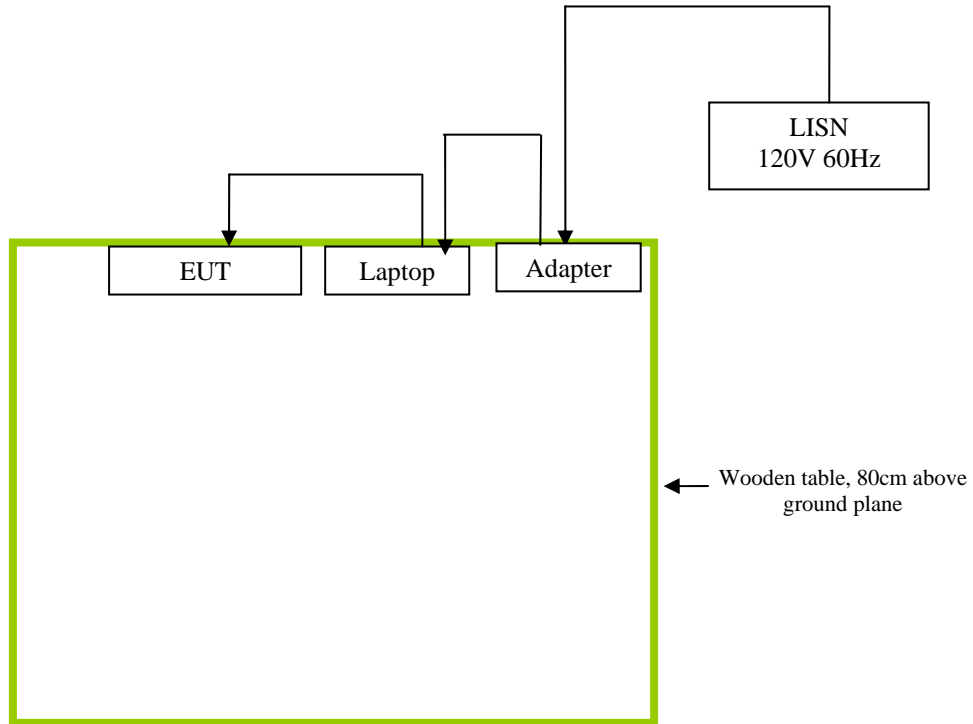 LISN
120V 60Hz
EUT
Laptop
Adapter
Wooden table, 80cm above
ground plane